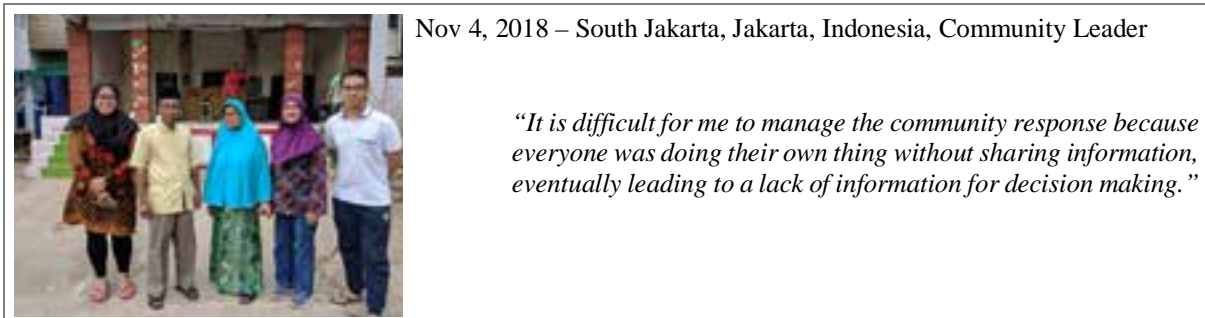 Nov 4, 2018 – South Jakarta, Jakarta, Indonesia, Community Leader
“It is difficult for me to manage the community response because
everyone was doing their own thing without sharing information,
eventually leading to a lack of information for decision making.”